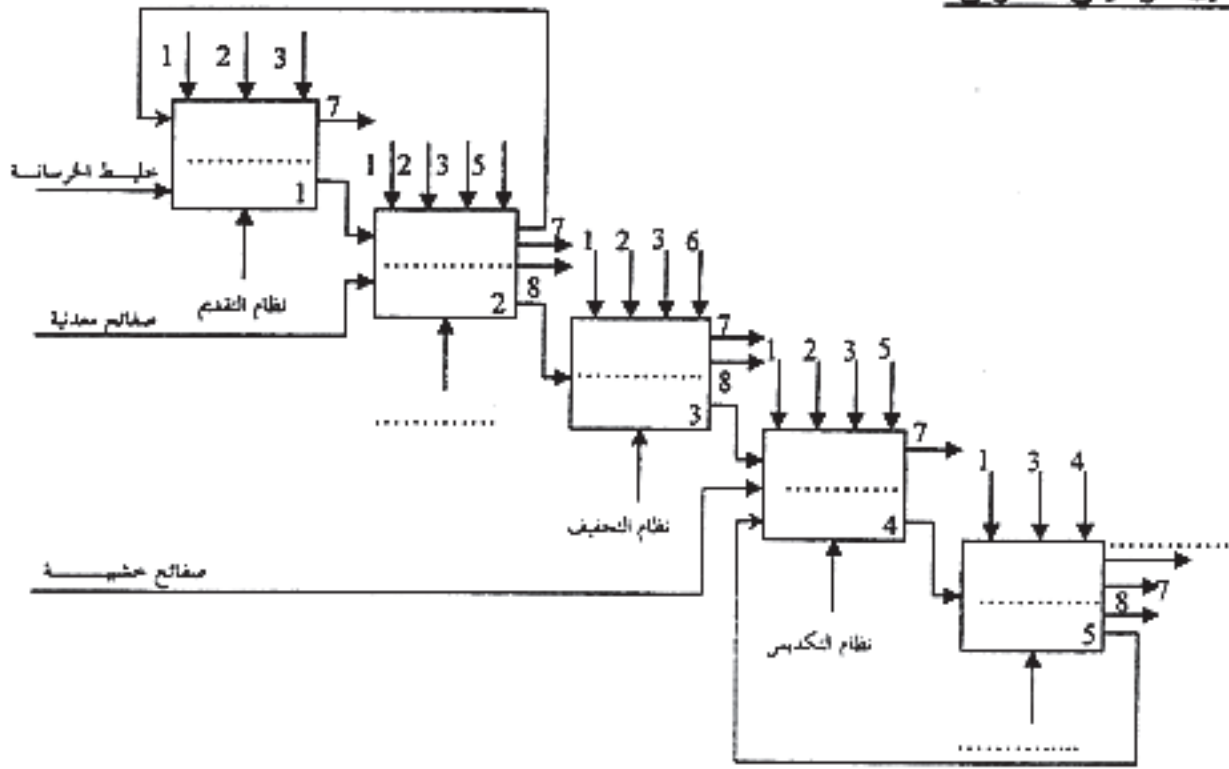 1 2 3
7
خليط الخرسانة
1
نظام التقديم
1 2 3 5
7
8
2
صفائح معدنية
1 2 3 6
7
8
3
نظام التجفيف
1 2 3 5
7
4
نظام التكديس
صفائح خشبية
1 3 4
7
8
5